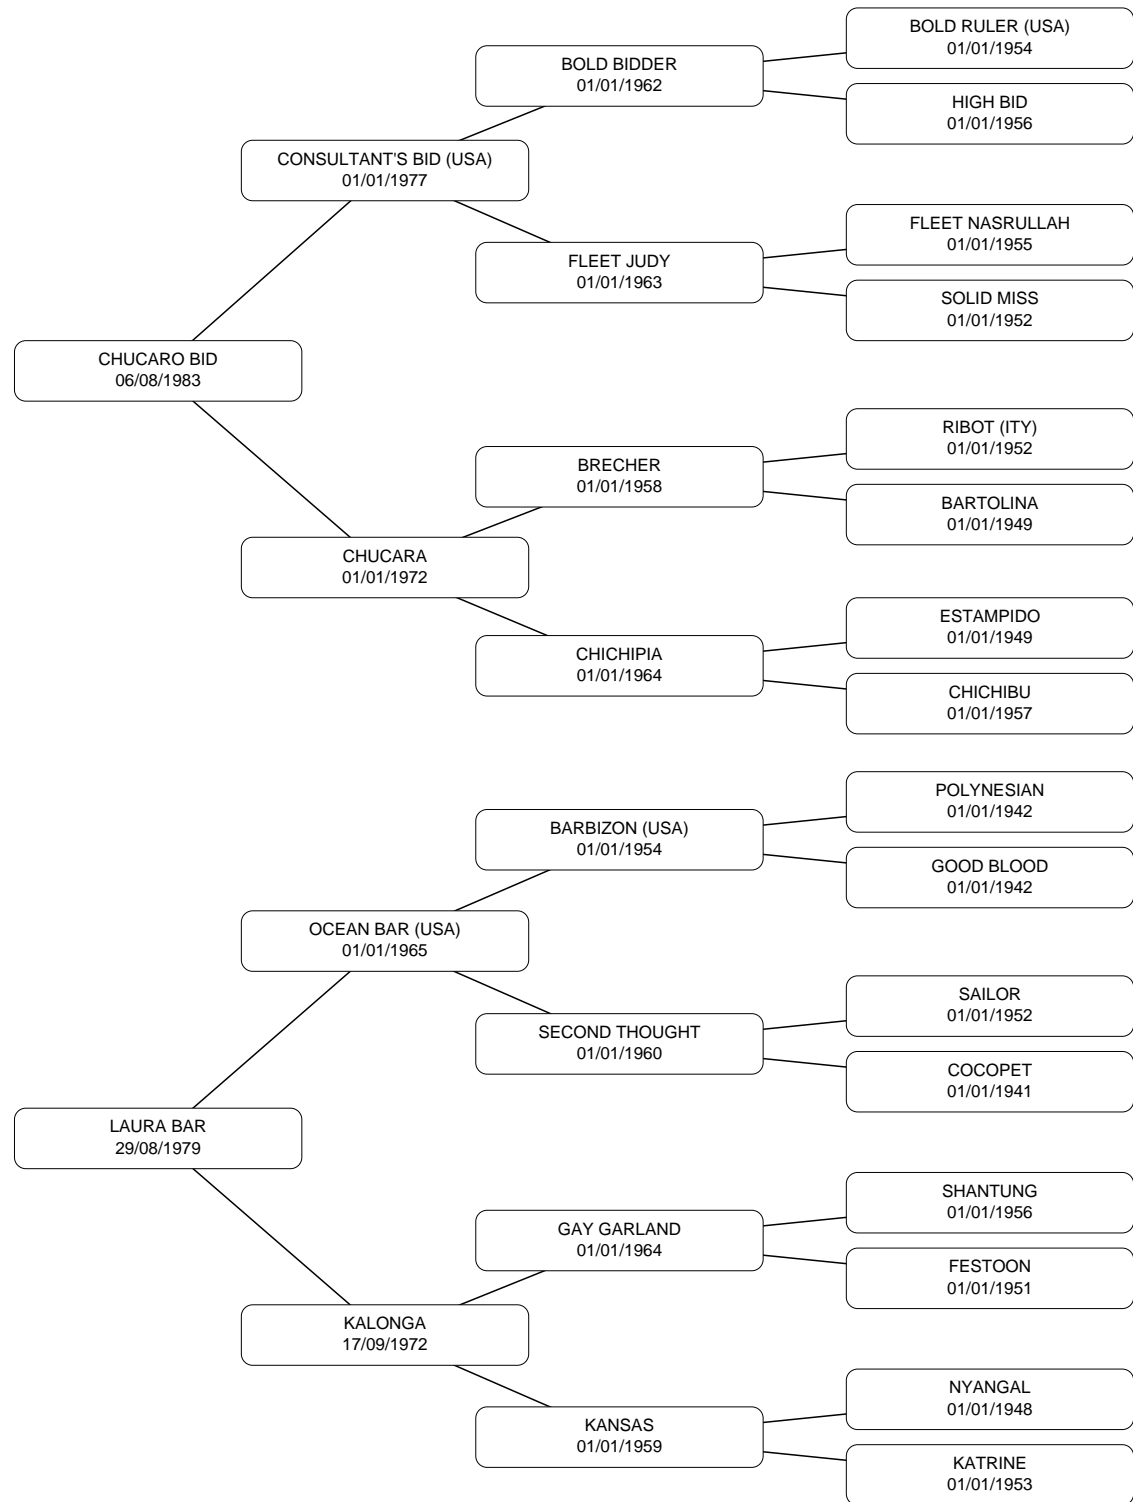 BOLD RULER (USA)
01/01/1954
BOLD BIDDER
01/01/1962
HIGH BID
01/01/1956
CONSULTANT'S BID (USA)
01/01/1977
FLEET NASRULLAH
01/01/1955
FLEET JUDY
01/01/1963
SOLID MISS
01/01/1952
CHUCARO BID
06/08/1983
RIBOT (ITY)
01/01/1952
BRECHER
01/01/1958
BARTOLINA
01/01/1949
CHUCARA
01/01/1972
ESTAMPIDO
01/01/1949
CHICHIPIA
01/01/1964
CHICHIBU
01/01/1957
POLYNESIAN
01/01/1942
BARBIZON (USA)
01/01/1954
GOOD BLOOD
01/01/1942
OCEAN BAR (USA)
01/01/1965
SAILOR
01/01/1952
SECOND THOUGHT
01/01/1960
COCOPET
01/01/1941
LAURA BAR
29/08/1979
SHANTUNG
01/01/1956
GAY GARLAND
01/01/1964
FESTOON
01/01/1951
KALONGA
17/09/1972
NYANGAL
01/01/1948
KANSAS
01/01/1959
KATRINE
01/01/1953